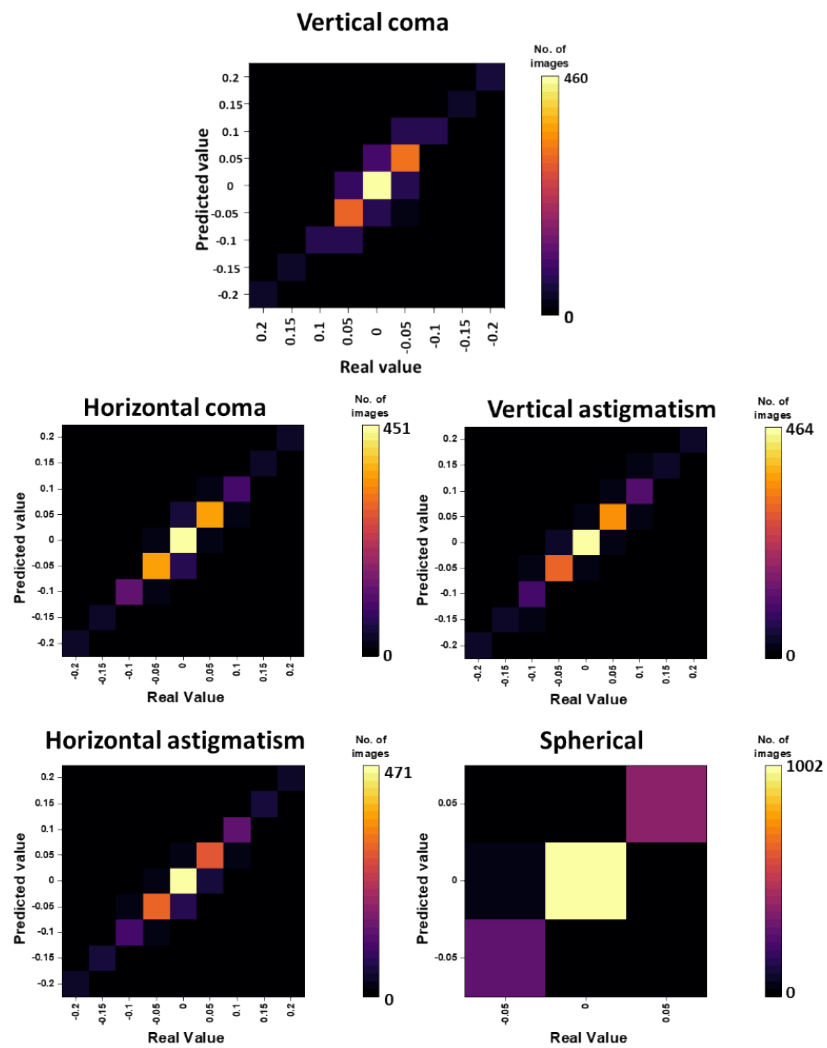 Vertical coma
No. of
images
460
0
Predicted value
0.2
0.15
0.1
0.05
0
-0.05
-0.1
-0.15
-0.2
0.2 0.15 0.1 0.05 0 -0.05 -0.1 -0.15 -0.2
Real value
Horizontal coma
No. of
images
451
0
Predicted value
0.2
0.15
0.1
0.05
0
-0.05
-0.1
-0.15
-0.2
-0.2 -0.15 -0.1 -0.05 0 0.05 0.1 0.15 0.2
Real Value
Vertical astigmatism
No. of
images
464
0
Predicted value
0.2
0.15
0.1
0.05
0
-0.05
-0.1
-0.15
-0.2
-0.2 -0.15 -0.1 -0.05 0 0.05 0.1 0.15 0.2
Real Value
Horizontal astigmatism
No. of
images
471
0
Predicted value
0.2
0.15
0.1
0.05
0
-0.05
-0.1
-0.15
-0.2
-0.2 -0.15 -0.1 -0.05 0 0.05 0.1 0.15 0.2
Real Value
Spherical
No. of
images
1002
0
Predicted value
0.05
0
-0.05
-0.05 0 0.05
Real Value